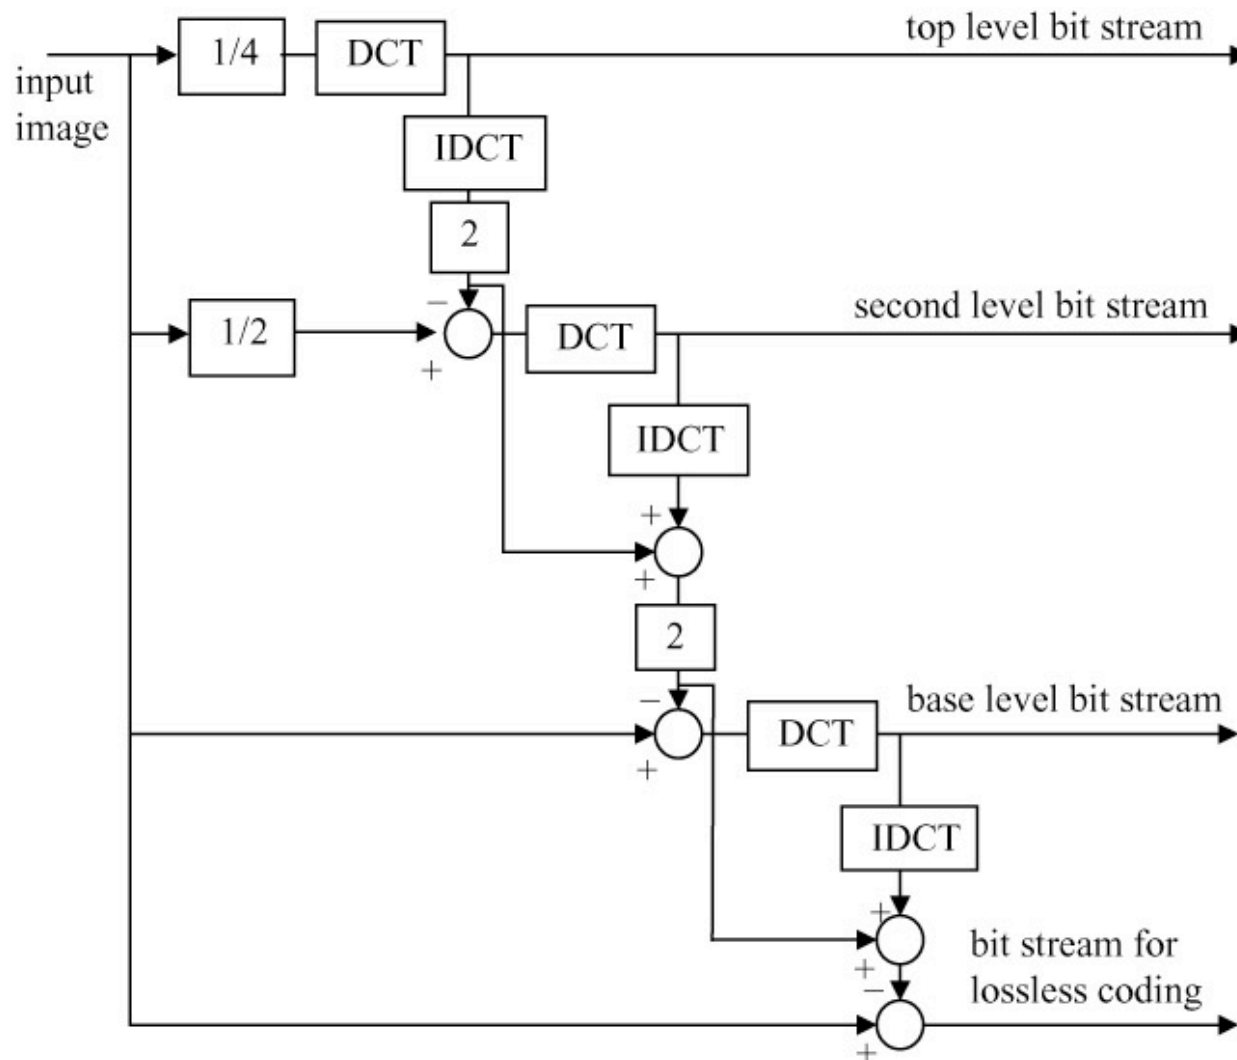 top level bit stream
1/4
DCT
input
image
IDCT
2
−
second level bit stream
1/2
DCT
+
IDCT
+
+
2
base level bit stream
−
DCT
+
IDCT
+
bit stream for
+
−
lossless coding
+